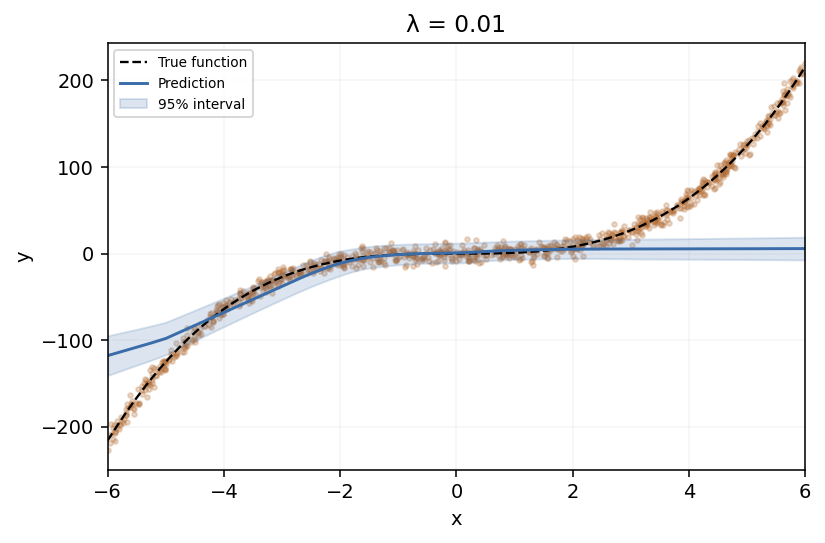 λ = 0.01
True function
Prediction
95% interval
200
100
0
−100
−200
y
−6 −4 −2 0 2 4 6
x